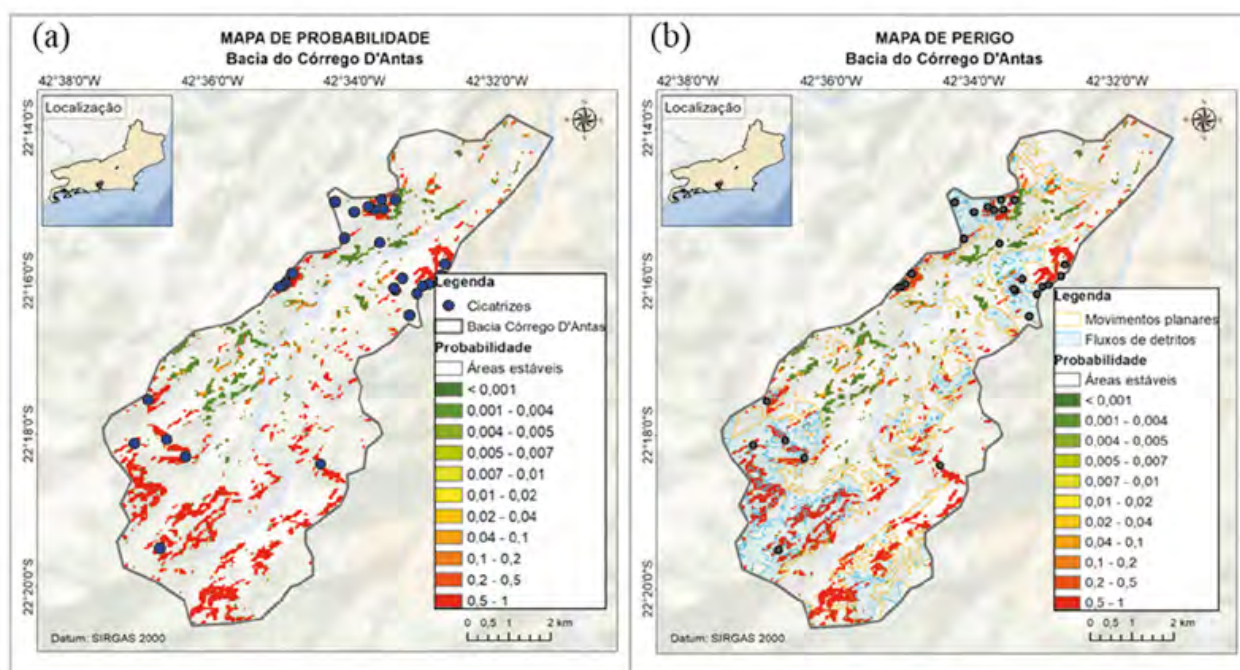 (a)
MAPA DE PROBABILIDADE
Bacia do Córrego D'Antas
42°38'0"W 42°36'0"W 42°34'0"W 42°32'0"W
Localização
22°14'0"S
22°16'0"S
22°18'0"S
22°20'0"S
Legenda
Cicatrizes
Bacia Córrego D'Antas
Probabilidade
Áreas estáveis
< 0,001
0,001 - 0,004
0,004 - 0,005
0,005 - 0,007
0,007 - 0,01
0,01 - 0,02
0,02 - 0,04
0,04 - 0,1
0,1 - 0,2
0,2 - 0,5
0,5 - 1
0 0,5 1 2 km
Datum: SIRGAS 2000
(b)
MAPA DE PERIGO
Bacia do Córrego D'Antas
42°38'0"W 42°36'0"W 42°34'0"W 42°32'0"W
Localização
22°14'0"S
22°16'0"S
22°18'0"S
22°20'0"S
Legenda
Movimentos planares
Fluxos de detritos
Probabilidade
Áreas estáveis
< 0,001
0,001 - 0,004
0,004 - 0,005
0,005 - 0,007
0,007 - 0,01
0,01 - 0,02
0,02 - 0,04
0,04 - 0,1
0,1 - 0,2
0,2 - 0,5
0,5 - 1
0 0,5 1 2 km
Datum: SIRGAS 2000